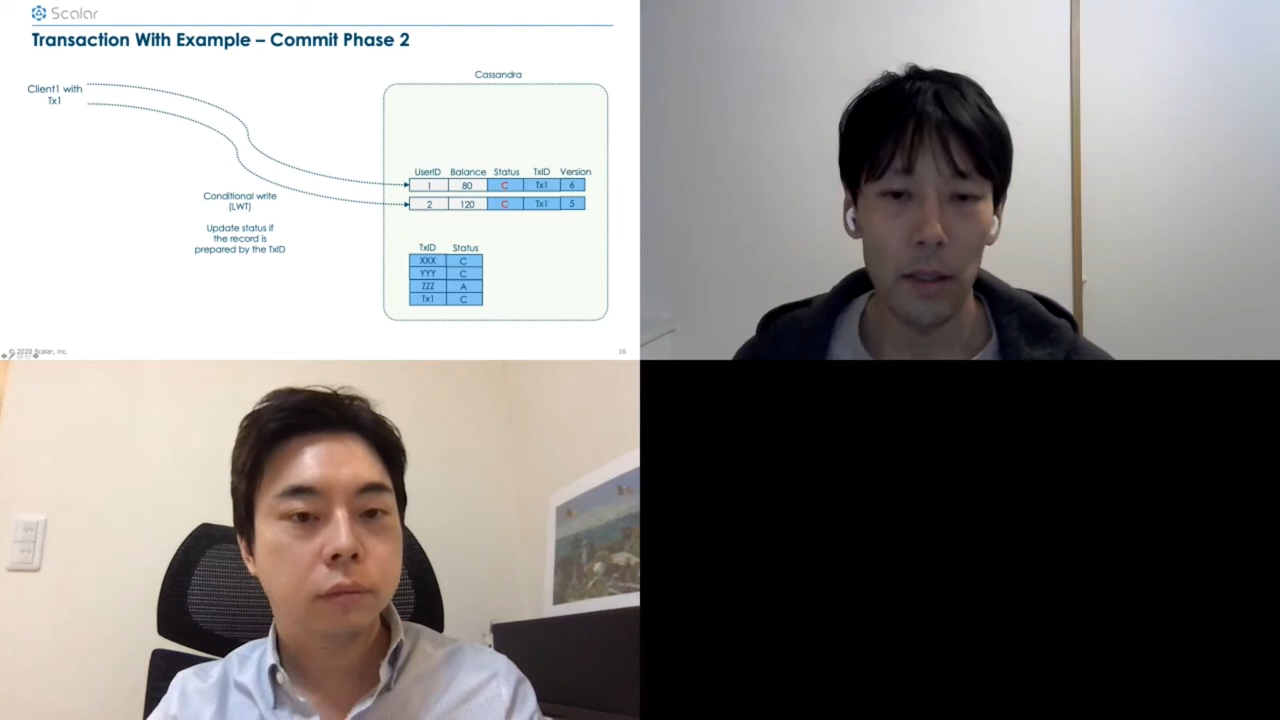 Scalar
Transaction With Example – Commit Phase 2
Cassandra
Client1 with
Tx1
UserID Balance Status TxID Version
1 80 C Tx1 6
2 120 C Tx1 5
Conditional write
(LWT)
Update status if
the record is
prepared by the TxID
TxID Status
XXX C
YYY C
ZZZ A
Tx1 C
© 2020 Scalar, inc.
16